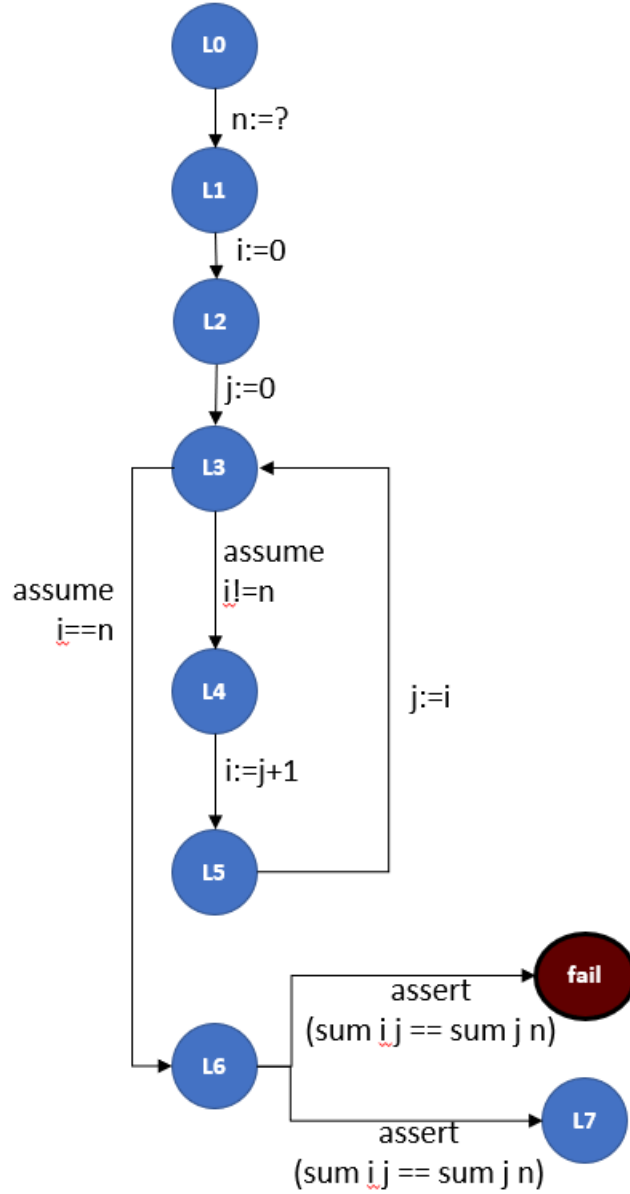 L0
n:=?
L1
i:=0
L2
j:=0
L3
assume
i!=n
assume
i==n
L4
j:=i
i:=j+1
L5
fail
assert
(sum i j == sum j n)
L6
L7
assert
(sum i j == sum j n)